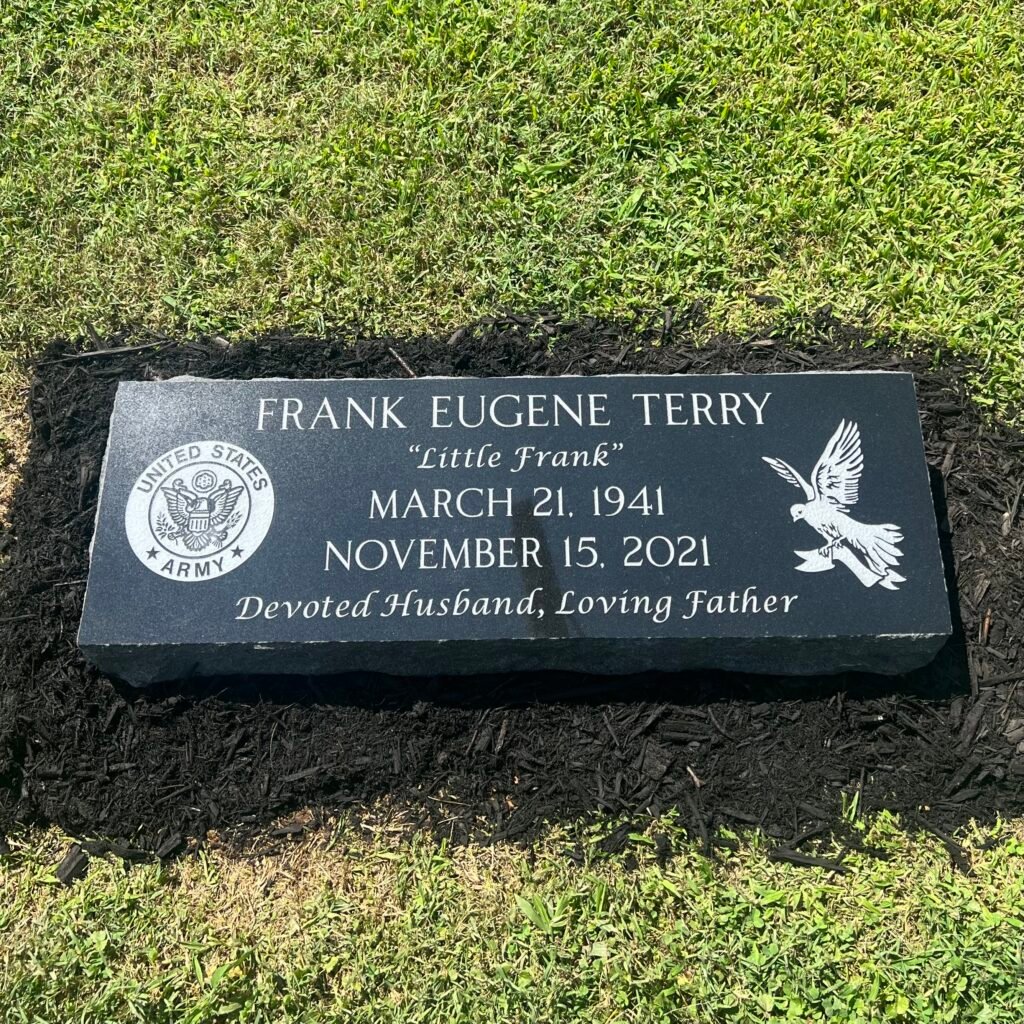 FRANK EUGENE TERRY
"Little Frank"
MARCH 21, 1941
NOVEMBER 15, 2021
Devoted Husband, Loving Father
UNITED STATES
ARMY